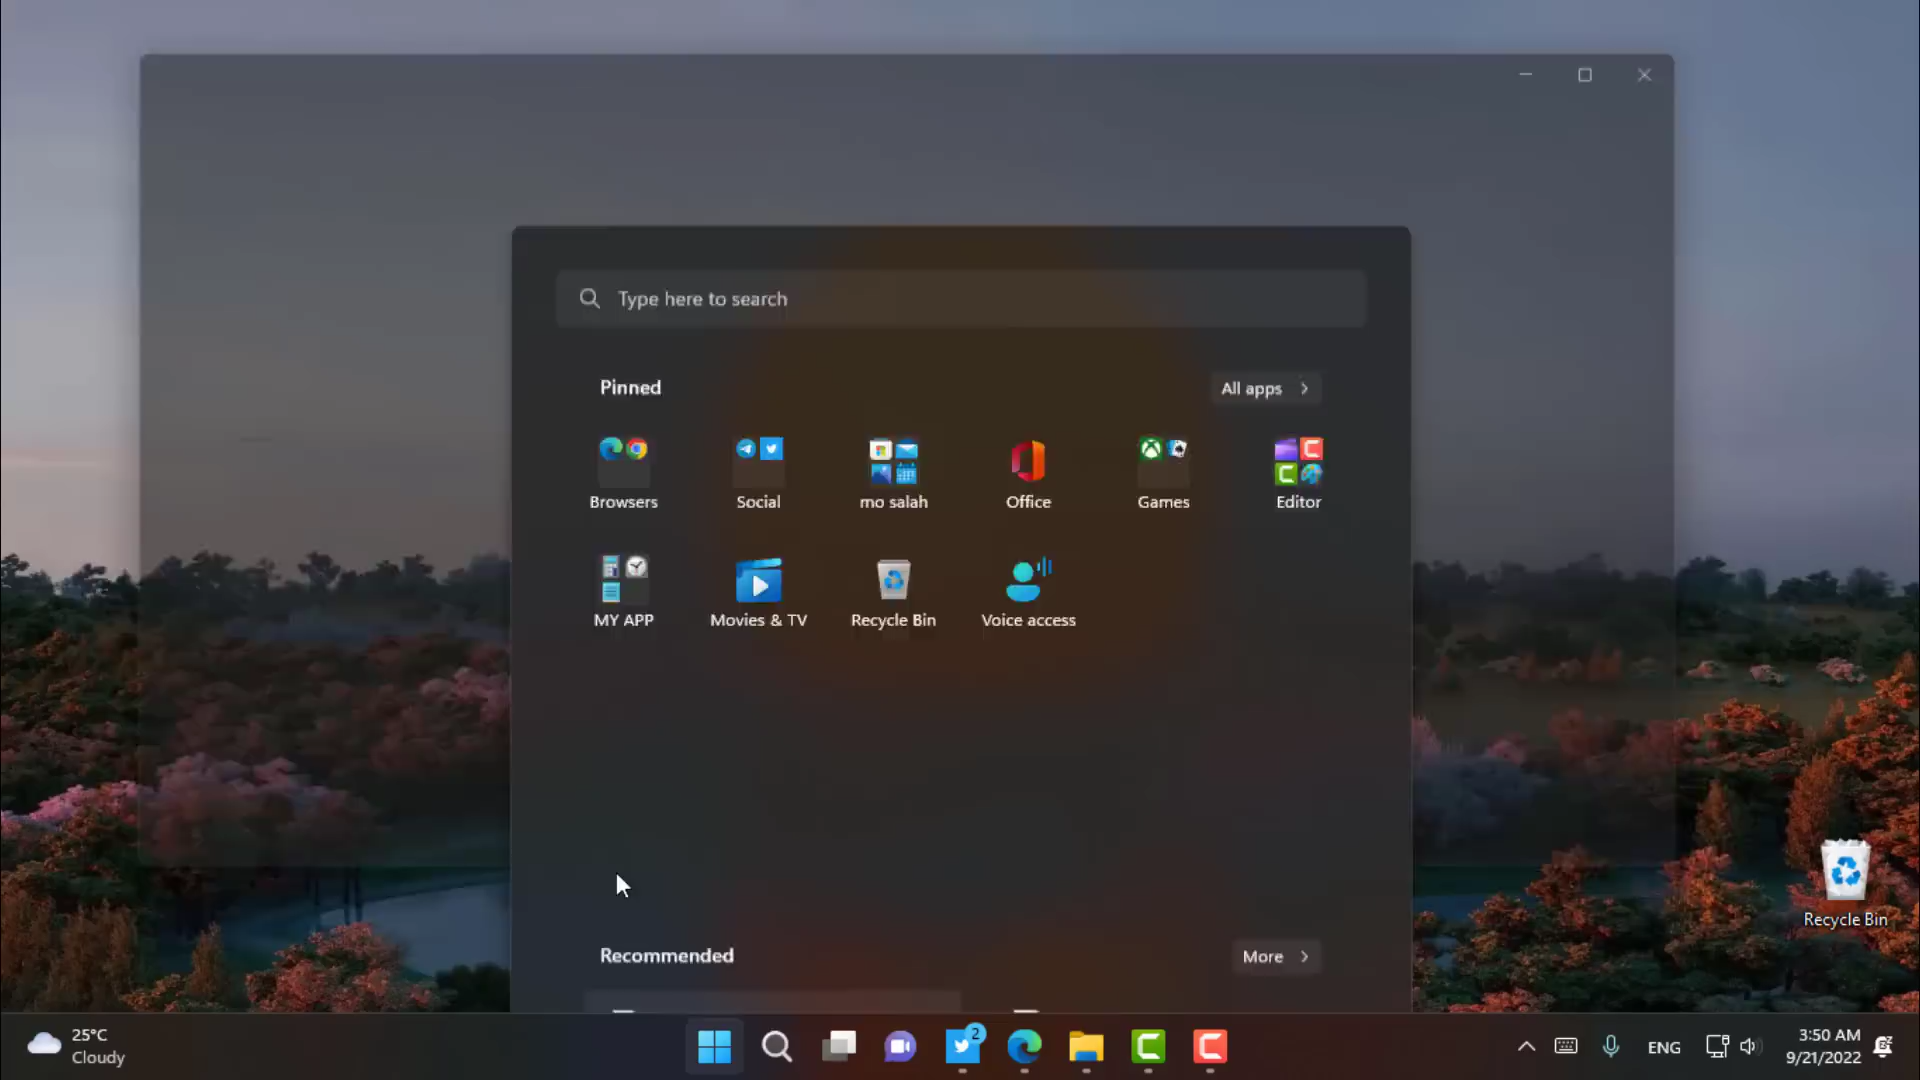 Type here to search
Pinned
All apps
Browsers
Social
mo salah
Office
Games
Editor
MY APP
Movies & TV
Recycle Bin
Voice access
Recommended
More
Recycle Bin
25°C
Cloudy
2
ENG
3:50 AM
9/21/2022